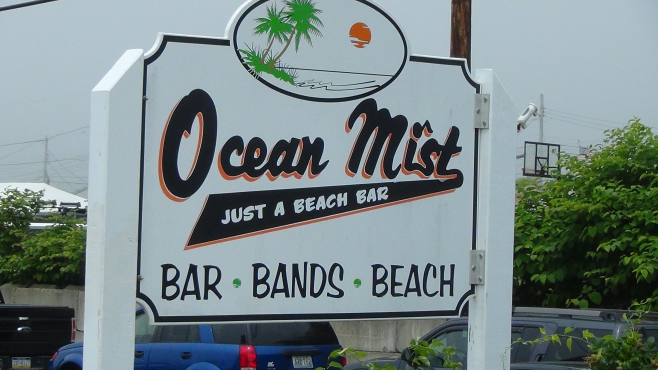 Ocean Mist
JUST A BEACH BAR
BAR • BANDS • BEACH